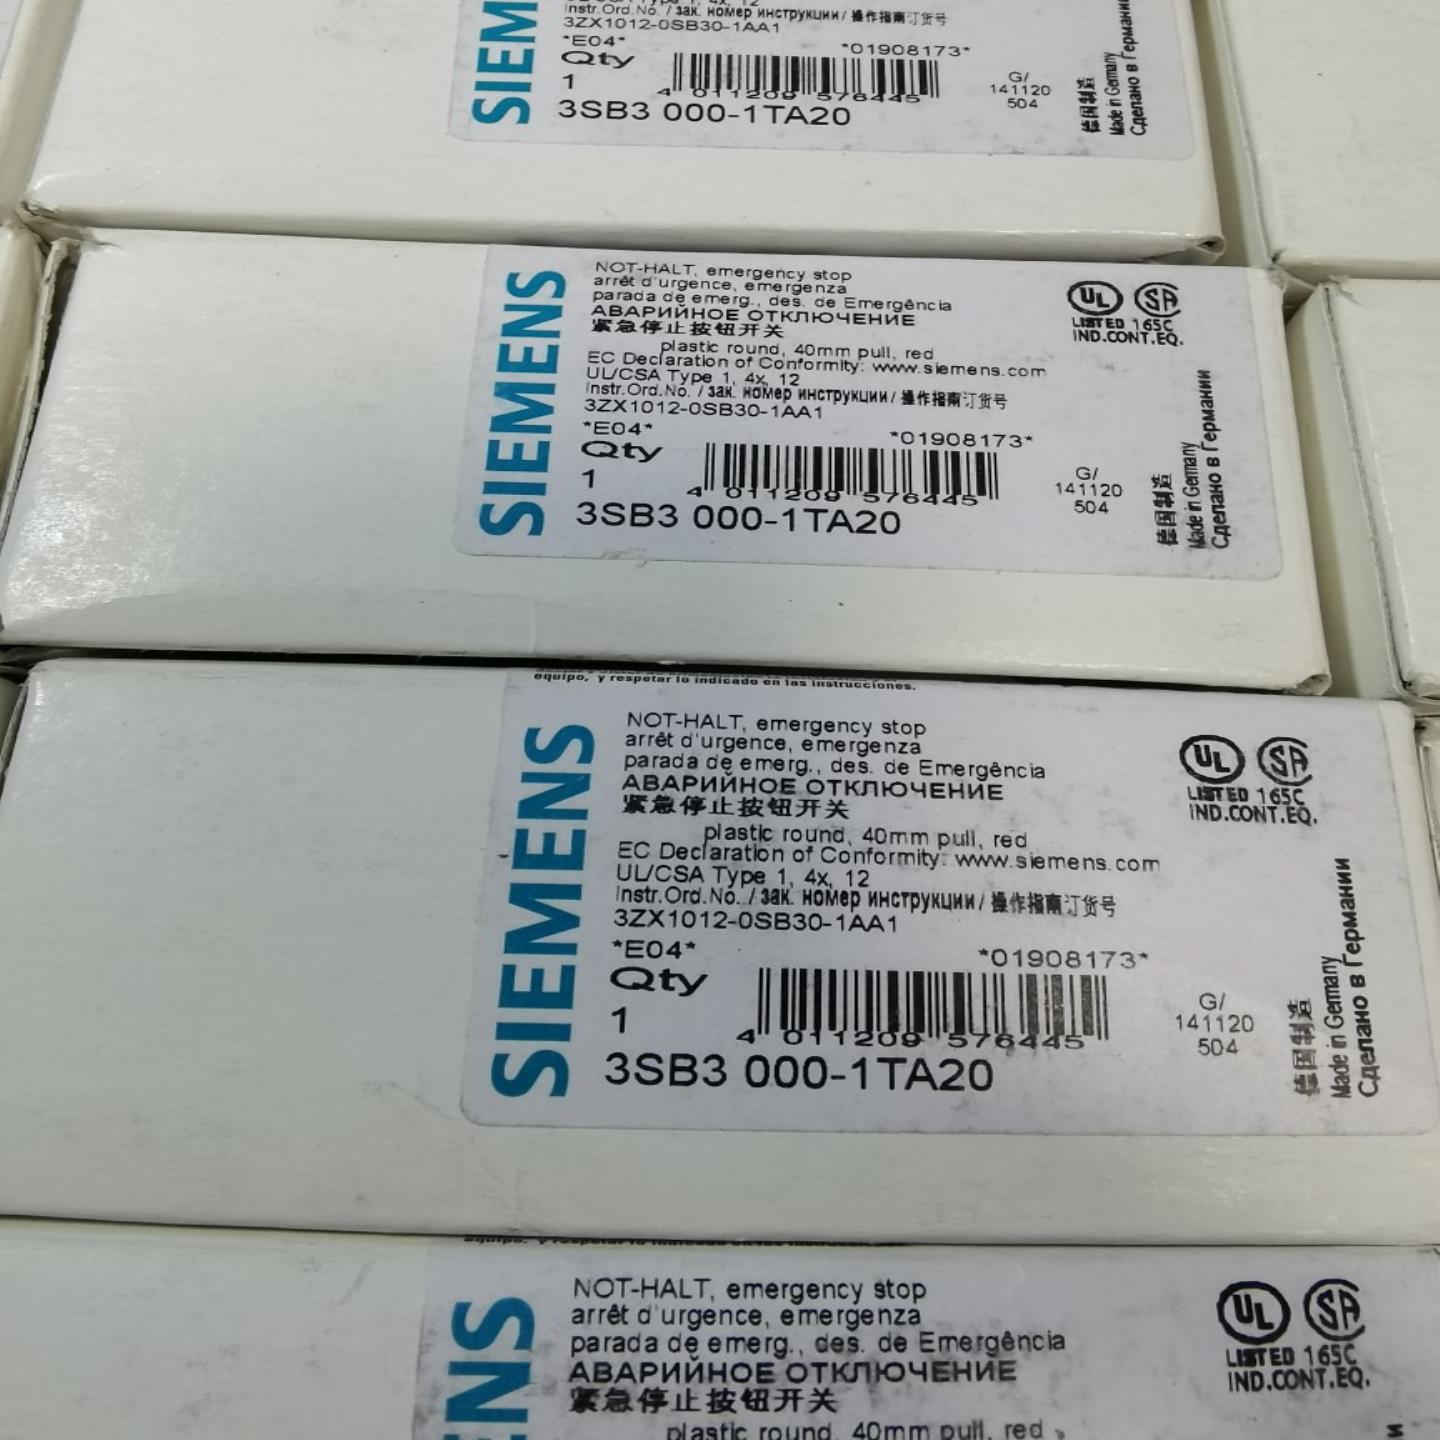 SIEM
Instr.Ord.No. / зак. номер инструкции / 操作指南订货号
3ZX1012-0SB30-1AA1
*E04*
*01908173*
Qty
1
4 011209 576445
G/
141120
504
3SB3 000-1TA20
德国制造
Made in Germany
Сделано в Германии
SIEMENS
NOT-HALT, emergency stop
arrêt d'urgence, emergenza
parada de emerg., des. de Emergência
АВАРИЙНОЕ ОТКЛЮЧЕНИЕ
紧急停止按钮开关
plastic round, 40mm pull, red
EC Declaration of Conformity: www.siemens.com
UL/CSA Type 1, 4x, 12
Instr.Ord.No. / зак. номер инструкции / 操作指南订货号
3ZX1012-0SB30-1AA1
*E04*
*01908173*
Qty
1
4 011209 576445
G/
141120
504
3SB3 000-1TA20
UL SA
LISTED 165C
IND.CONT.EQ.
德国制造
Made in Germany
Сделано в Германии
equipo, y respetar lo indicado en las instrucciones.
SIEMENS
NOT-HALT, emergency stop
arrêt d'urgence, emergenza
parada de emerg., des. de Emergência
АВАРИЙНОЕ ОТКЛЮЧЕНИЕ
紧急停止按钮开关
plastic round, 40mm pull, red
EC Declaration of Conformity: www.siemens.com
UL/CSA Type 1, 4x, 12
Instr.Ord.No. / зак. номер инструкции / 操作指南订货号
3ZX1012-0SB30-1AA1
*E04*
*01908173*
Qty
1
4 011209 576445
G/
141120
504
3SB3 000-1TA20
UL SA
LISTED 165C
IND.CONT.EQ.
德国制造
Made in Germany
Сделано в Германии
ENS
NOT-HALT, emergency stop
arrêt d'urgence, emergenza
parada de emerg., des. de Emergência
АВАРИЙНОЕ ОТКЛЮЧЕНИЕ
紧急停止按钮开关
plastic round, 40mm pull, red
UL SA
LISTED 165C
IND.CONT.EQ.